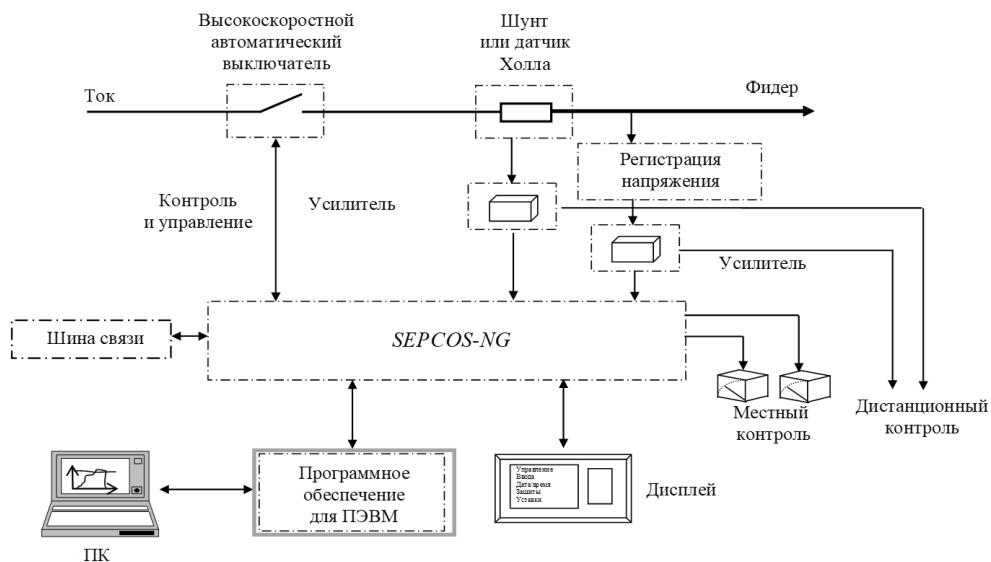 Высокоскоростной
автоматический
выключатель
Шунт
или датчик
Холла
Ток
Фидер
Регистрация
напряжения
Контроль
и управление
Усилитель
Усилитель
Шина связи
SEPCOS-NG
Местный
контроль
Дистанционный
контроль
Программное
обеспечение
для ПЭВМ
Управление
Ввода
Дата/время
Защиты
Уставки
Дисплей
ПК